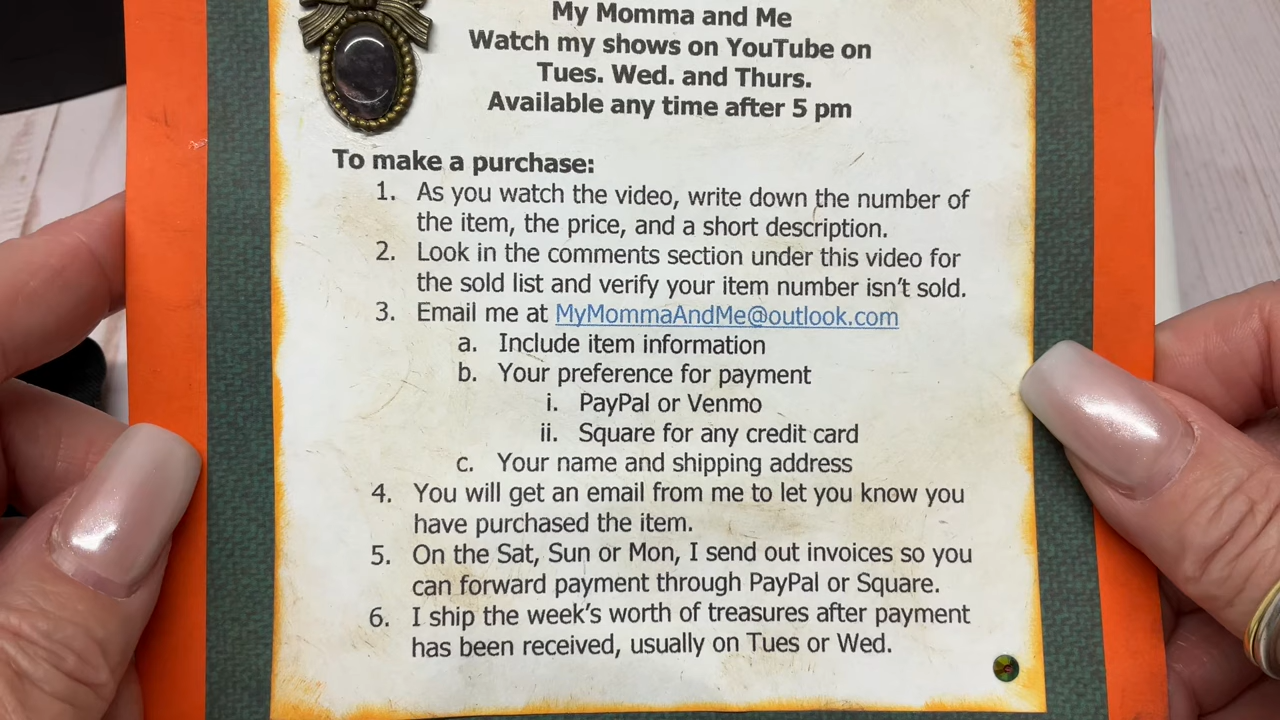 My Momma and Me
Watch my shows on YouTube on
Tues. Wed. and Thurs.
Available any time after 5 pm
To make a purchase:
1. As you watch the video, write down the number of
the item, the price, and a short description.
2. Look in the comments section under this video for
the sold list and verify your item number isn't sold.
3. Email me at MyMommaAndMe@outlook.com
a. Include item information
b. Your preference for payment
i. PayPal or Venmo
ii. Square for any credit card
c. Your name and shipping address
4. You will get an email from me to let you know you
have purchased the item.
5. On the Sat, Sun or Mon, I send out invoices so you
can forward payment through PayPal or Square.
6. I ship the week's worth of treasures after payment
has been received, usually on Tues or Wed.